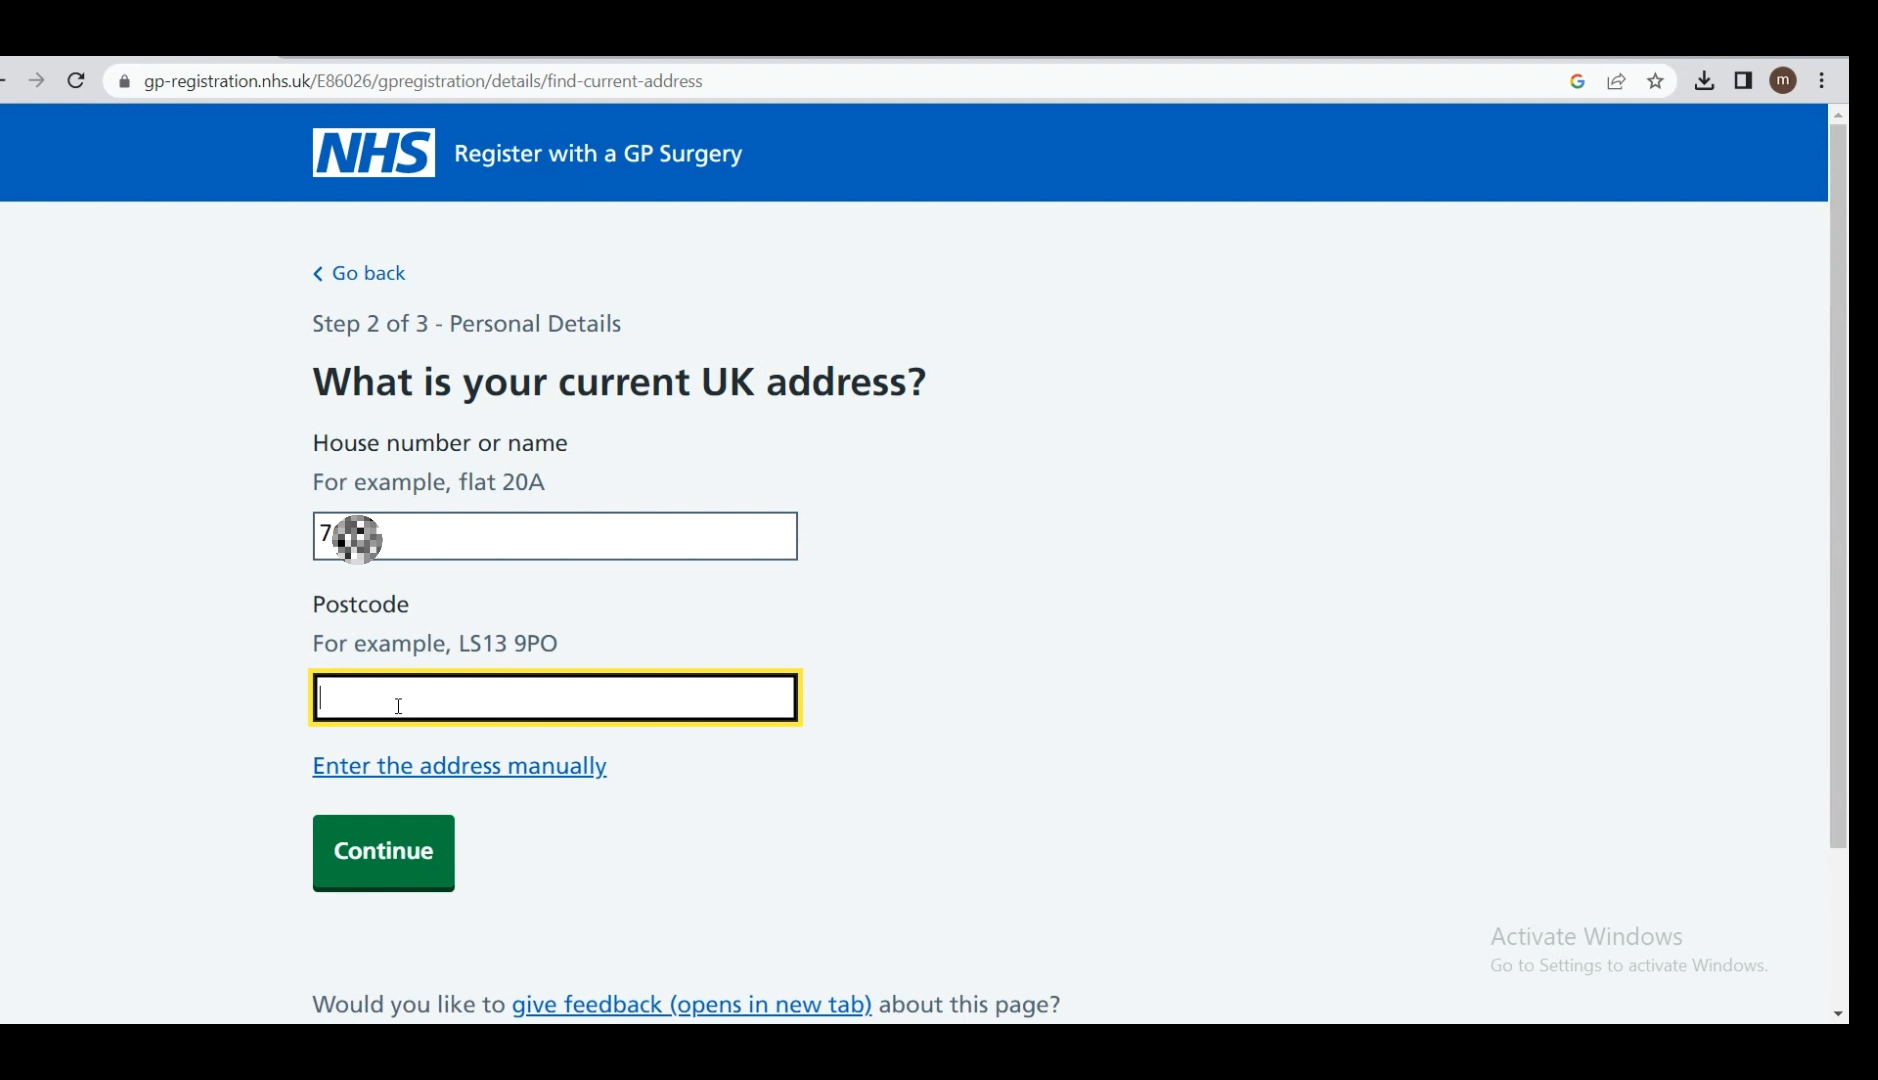 gp-registration.nhs.uk/E86026/gpregistration/details/find-current-address
m
NHS Register with a GP Surgery
Go back
Step 2 of 3 - Personal Details
What is your current UK address?
House number or name
For example, flat 20A
7
Postcode
For example, LS13 9PO
Enter the address manually
Continue
Activate Windows
Go to Settings to activate Windows.
Would you like to give feedback (opens in new tab) about this page?